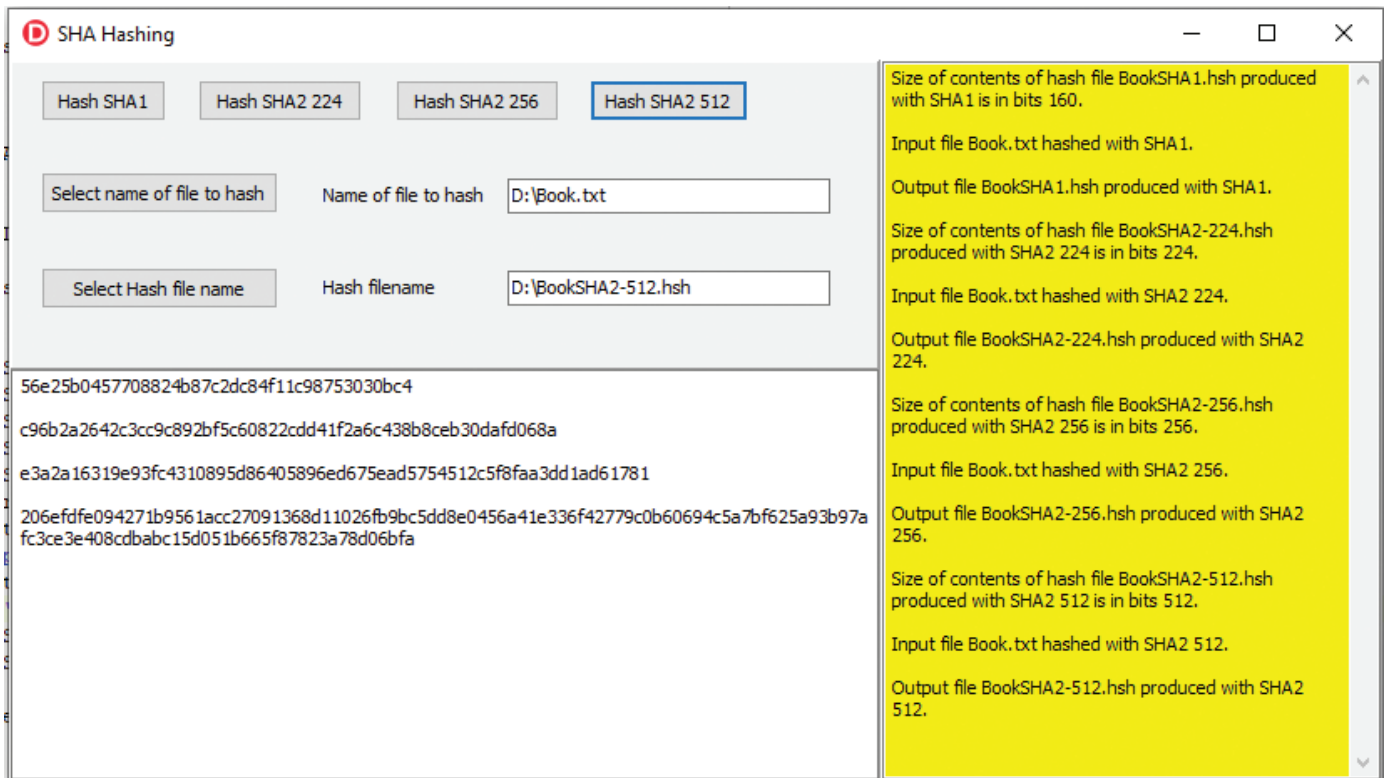 SHA Hashing
Hash SHA1
Hash SHA2 224
Hash SHA2 256
Hash SHA2 512
Select name of file to hash
Name of file to hash
D:\Book.txt
Select Hash file name
Hash filename
D:\BookSHA2-512.hsh
56e25b0457708824b87c2dc84f11c98753030bc4
c96b2a2642c3cc9c892bf5c60822cdd41f2a6c438b8ceb30dafd068a
e3a2a16319e93fc4310895d86405896ed675ead5754512c5f8faa3dd1ad61781
206efdfe094271b9561acc27091368d11026fb9bc5dd8e0456a41e336f42779c0b60694c5a7bf625a93b97a
fc3ce3e408cdbabc15d051b665f87823a78d06bfa
Size of contents of hash file BookSHA1.hsh produced
with SHA1 is in bits 160.
Input file Book.txt hashed with SHA1.
Output file BookSHA1.hsh produced with SHA1.
Size of contents of hash file BookSHA2-224.hsh
produced with SHA2 224 is in bits 224.
Input file Book.txt hashed with SHA2 224.
Output file BookSHA2-224.hsh produced with SHA2
224.
Size of contents of hash file BookSHA2-256.hsh
produced with SHA2 256 is in bits 256.
Input file Book.txt hashed with SHA2 256.
Output file BookSHA2-256.hsh produced with SHA2
256.
Size of contents of hash file BookSHA2-512.hsh
produced with SHA2 512 is in bits 512.
Input file Book.txt hashed with SHA2 512.
Output file BookSHA2-512.hsh produced with SHA2
512.